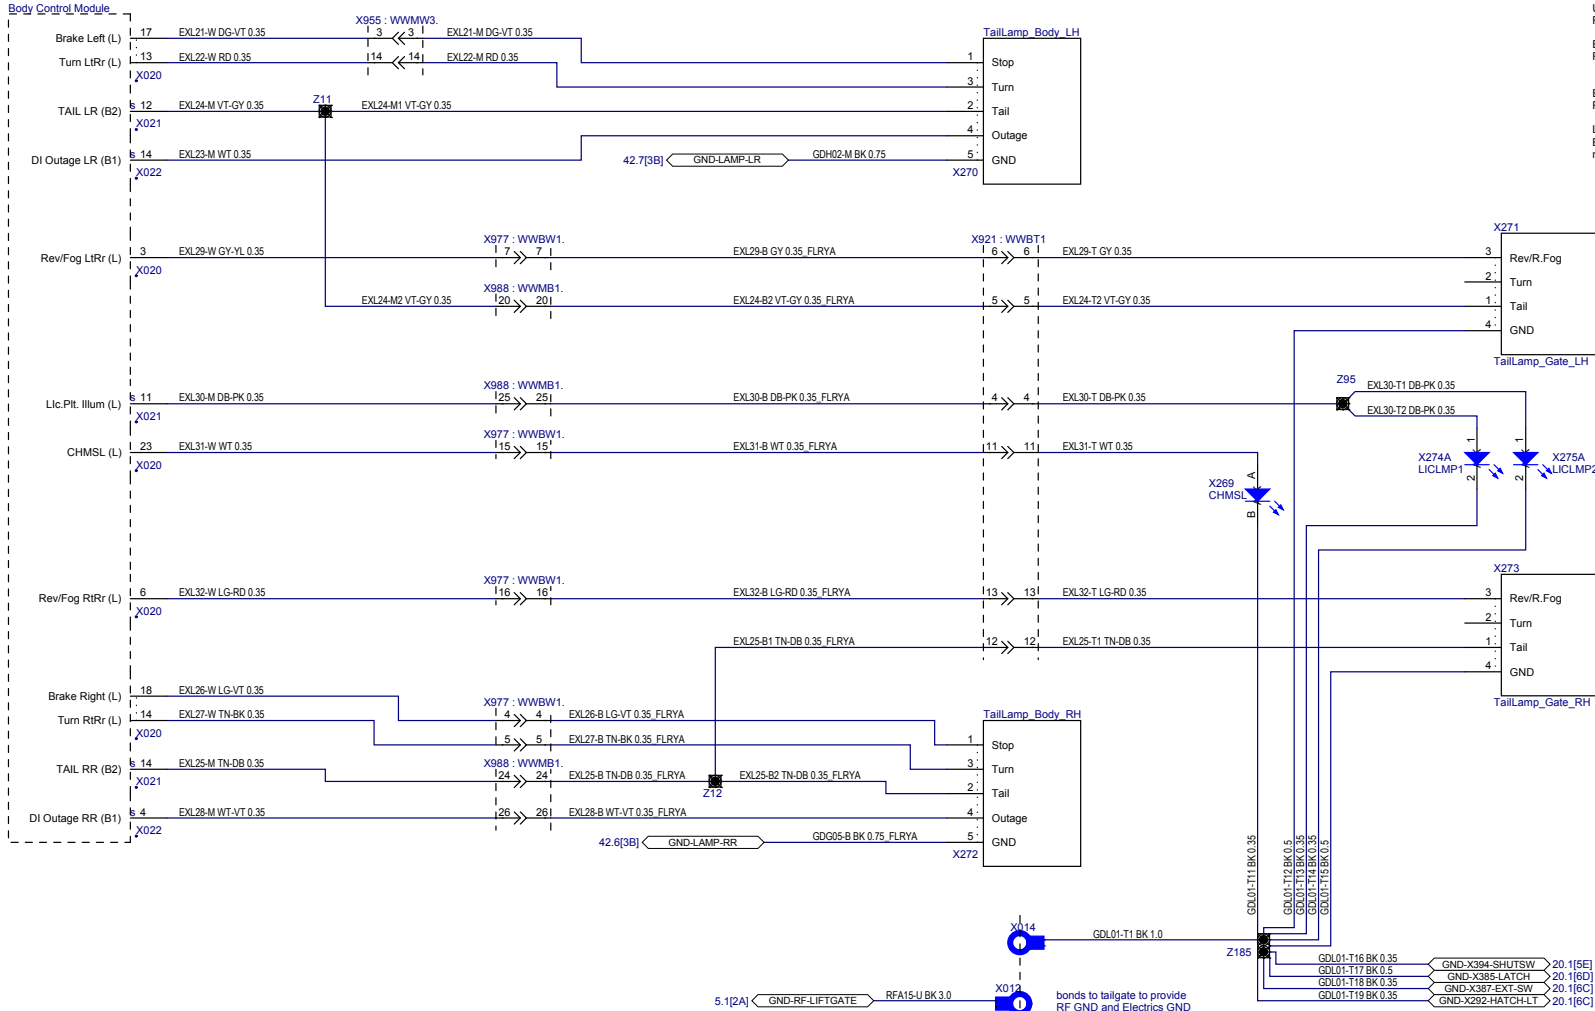 Body Control Module
X955 : WWMW3.
Brake Left (L) 17 EXL21-W DG-VT 0.35 3 3 EXL21-M DG-VT 0.35
TailLamp_Body_LH
Turn LtRr (L) 13 EXL22-W RD 0.35 14 14 EXL22-M RD 0.35 1 Stop
X020
3 Turn
Z11
TAIL LR (B2) s 12 EXL24-M VT-GY 0.35 EXL24-M1 VT-GY 0.35 2 Tail
X021
4 Outage
DI Outage LR (B1) s 14 EXL23-M WT 0.35 42.7[3B] GND-LAMP-LR GDH02-M BK 0.75 5 GND
X022
X270
X977 : WWBW1.
X921 : WWBT1
X271
Rev/Fog LtRr (L) 3 EXL29-W GY-YL 0.35 7 7 EXL29-B GY 0.35_FLRYA 6 6 EXL29-T GY 0.35 3 Rev/R.Fog
X020
2 Turn
X988 : WWMB1.
EXL24-M2 VT-GY 0.35 20 20 EXL24-B2 VT-GY 0.35_FLRYA 5 5 EXL24-T2 VT-GY 0.35 1 Tail
4 GND
TailLamp_Gate_LH
X988 : WWMB1.
Z95
EXL30-T1 DB-PK 0.35
LIc.Plt. Illum (L) s 11 EXL30-M DB-PK 0.35 25 25 EXL30-B DB-PK 0.35_FLRYA 4 4 EXL30-T DB-PK 0.35
EXL30-T2 DB-PK 0.35
X021
X977 : WWBW1.
CHMSL (L) 23 EXL31-W WT 0.35 15 15 EXL31-B WT 0.35_FLRYA 11 11 EXL31-T WT 0.35
X020
1 1
X274A
LICLMP1
X275A
LICLMP2
2 2
A
X269
CHMSL
B
X273
X977 : WWBW1.
Rev/Fog RtRr (L) 6 EXL32-W LG-RD 0.35 16 16 EXL32-B LG-RD 0.35_FLRYA 13 13 EXL32-T LG-RD 0.35 3 Rev/R.Fog
X020
2 Turn
EXL25-B1 TN-DB 0.35_FLRYA 12 12 EXL25-T1 TN-DB 0.35 1 Tail
4 GND
TailLamp_Gate_RH
Brake Right (L) 18 EXL26-W LG-VT 0.35
X977 : WWBW1.
TailLamp_Body_RH
Turn RtRr (L) 14 EXL27-W TN-BK 0.35 4 4 EXL26-B LG-VT 0.35_FLRYA
X020
5 5 EXL27-B TN-BK 0.35_FLRYA 1 Stop
X988 : WWMB1.
TAIL RR (B2) s 14 EXL25-M TN-DB 0.35 3 Turn
X021
24 24 EXL25-B TN-DB 0.35_FLRYA EXL25-B2 TN-DB 0.35_FLRYA
Z12
2 Tail
DI Outage RR (B1) s 4 EXL28-M WT-VT 0.35 26 26 EXL28-B WT-VT 0.35_FLRYA 4 Outage
X022
42.6[3B] GND-LAMP-RR GDG05-B BK 0.75_FLRYA 5 GND
X272
GDL01-T11 BK 0.35
GDL01-T12 BK 0.5
GDL01-T13 BK 0.35
GDL01-T14 BK 0.35
GDL01-T15 BK 0.5
X014
GDL01-T1 BK 1.0
Z185
GDL01-T16 BK 0.35 GND-X394-SHUTSW 20.1[5E]
GDL01-T17 BK 0.5 GND-X385-LATCH 20.1[6D]
GDL01-T18 BK 0.35 GND-X387-EXT-SW 20.1[6C]
GDL01-T19 BK 0.35 GND-X292-HATCH-LT 20.1[6C]
X012
5.1[2A] GND-RF-LIFTGATE RFA15-U BK 3.0
bonds to tailgate to provide
RF GND and Electrics GND